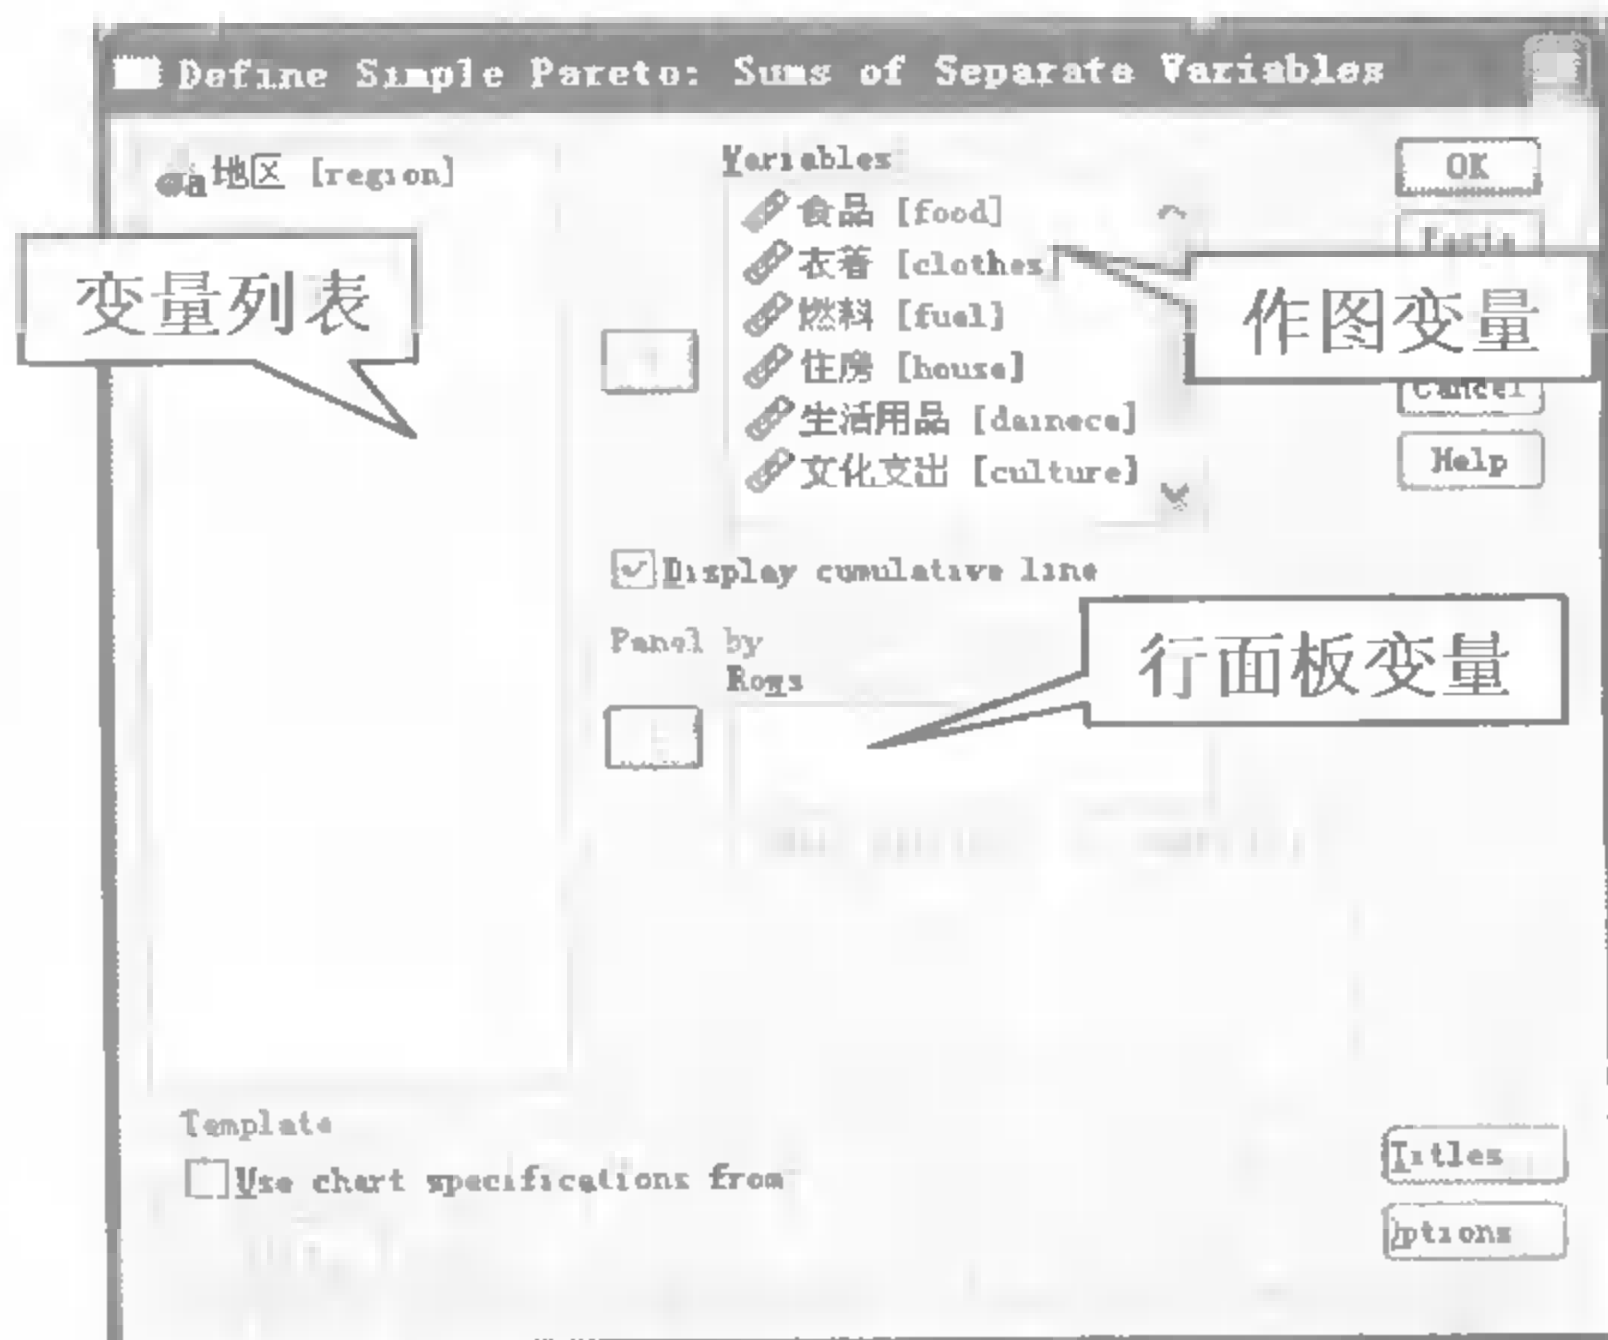 Define Simple Pareto: Sums of Separate Variables
地区 [region]
变量列表
Variables
食品 [food]
衣着 [clothes]
燃料 [fuel]
住房 [house]
生活用品 [dainece]
文化支出 [culture]
OK
Paste
作图变量
Cancel
Help
Display cumulative line
Panel by
Rows
行面板变量
Template
Use chart specifications from
Titles
ptions